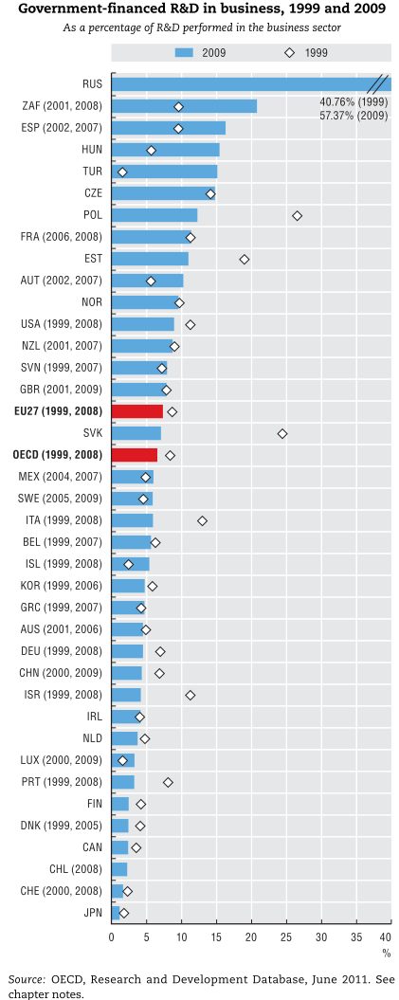 Government-financed R&D in business, 1999 and 2009
As a percentage of R&D performed in the business sector
2009 1999
RUS
40.76% (1999)
57.37% (2009)
ZAF (2001, 2008)
ESP (2002, 2007)
HUN
TUR
CZE
POL
FRA (2006, 2008)
EST
AUT (2002, 2007)
NOR
USA (1999, 2008)
NZL (2001, 2007)
SVN (1999, 2007)
GBR (2001, 2009)
EU27 (1999, 2008)
SVK
OECD (1999, 2008)
MEX (2004, 2007)
SWE (2005, 2009)
ITA (1999, 2008)
BEL (1999, 2007)
ISL (1999, 2008)
KOR (1999, 2006)
GRC (1999, 2007)
AUS (2001, 2006)
DEU (1999, 2008)
CHN (2000, 2009)
ISR (1999, 2008)
IRL
NLD
LUX (2000, 2009)
PRT (1999, 2008)
FIN
DNK (1999, 2005)
CAN
CHL (2008)
CHE (2000, 2008)
JPN
0 5 10 15 20 25 30 35 40
%
Source: OECD, Research and Development Database, June 2011. See
chapter notes.